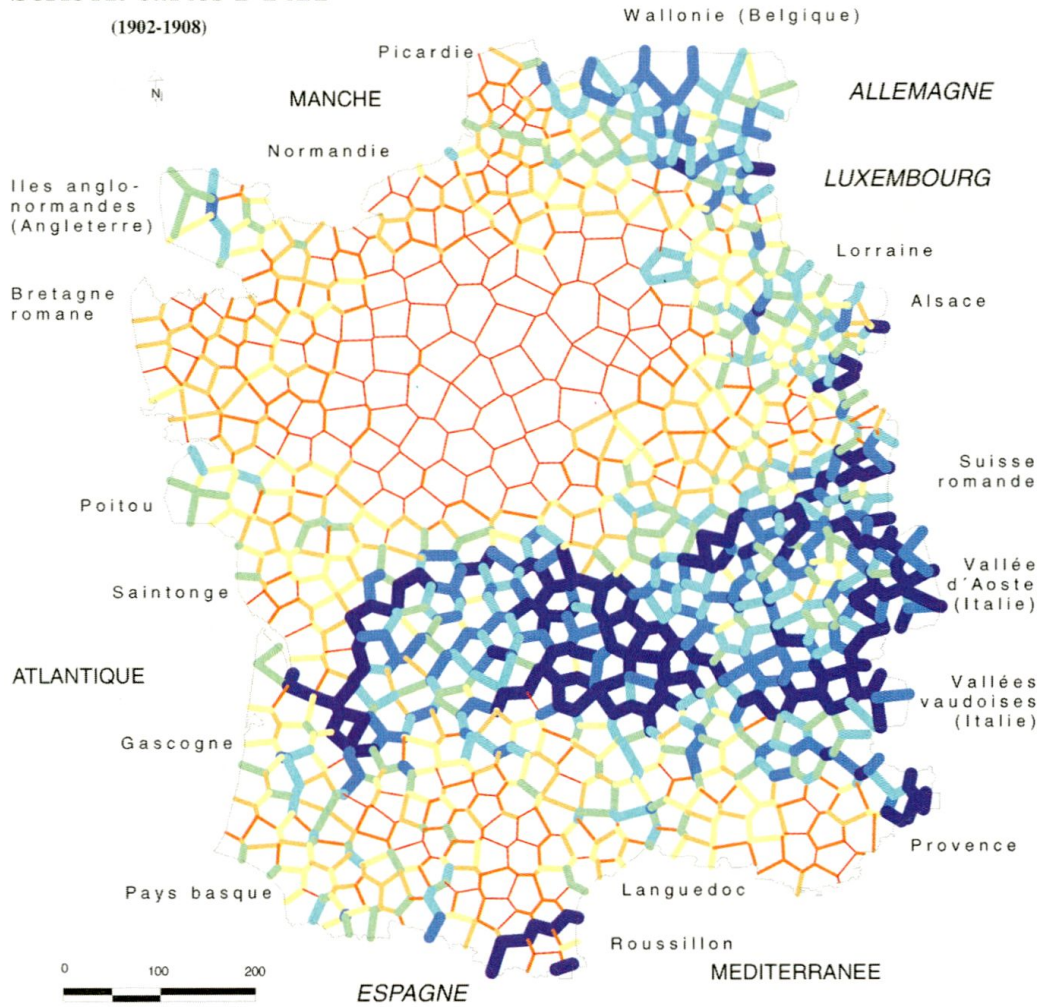 (1902-1908)
Wallonie (Belgique)
Picardie
N
MANCHE
ALLEMAGNE
Normandie
LUXEMBOURG
Iles anglo-
normandes
(Angleterre)
Lorraine
Bretagne
romane
Alsace
Suisse
romande
Poitou
Vallée
d'Aoste
(Italie)
Saintonge
ATLANTIQUE
Vallées
vaudoises
(Italie)
Gascogne
Provence
Pays basque
Languedoc
Roussillon
MEDITERRANEE
0 100 200
ESPAGNE